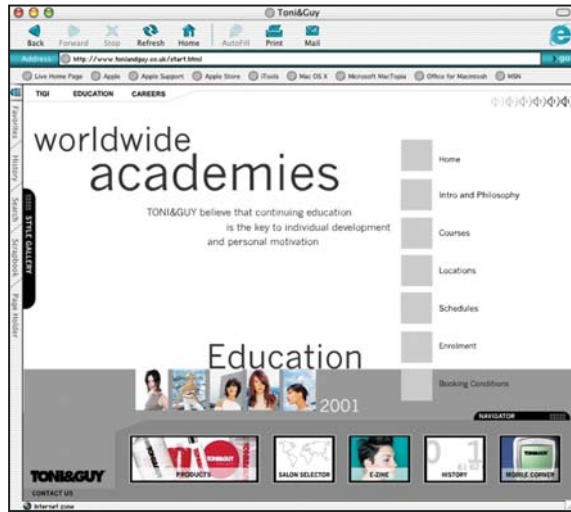 Toni&Guy
Back Forward Stop Refresh Home AutoFill Print Mail
Address: http://www.toniandguy.co.uk/start.html go
Live Home Page Apple Apple Support Apple Store iTools Mac OS X Microsoft MacTopia Office for Macintosh MSN
TIGI EDUCATION CAREERS
Favorites
History
Search
Scrapbook
Page Holder
STYLE GALLERY
worldwide
academies
TONI&GUY believe that continuing education
is the key to individual development
and personal motivation
Home
Intro and Philosophy
Courses
Locations
Schedules
Enrolment
Booking Conditions
Education
2001
NAVIGATOR
TONI&GUY
PRODUCTS
SALON SELECTOR
E-ZINE
HISTORY
MOBILE CORNER
TONI&GUY
CONTACT US
Internet zone